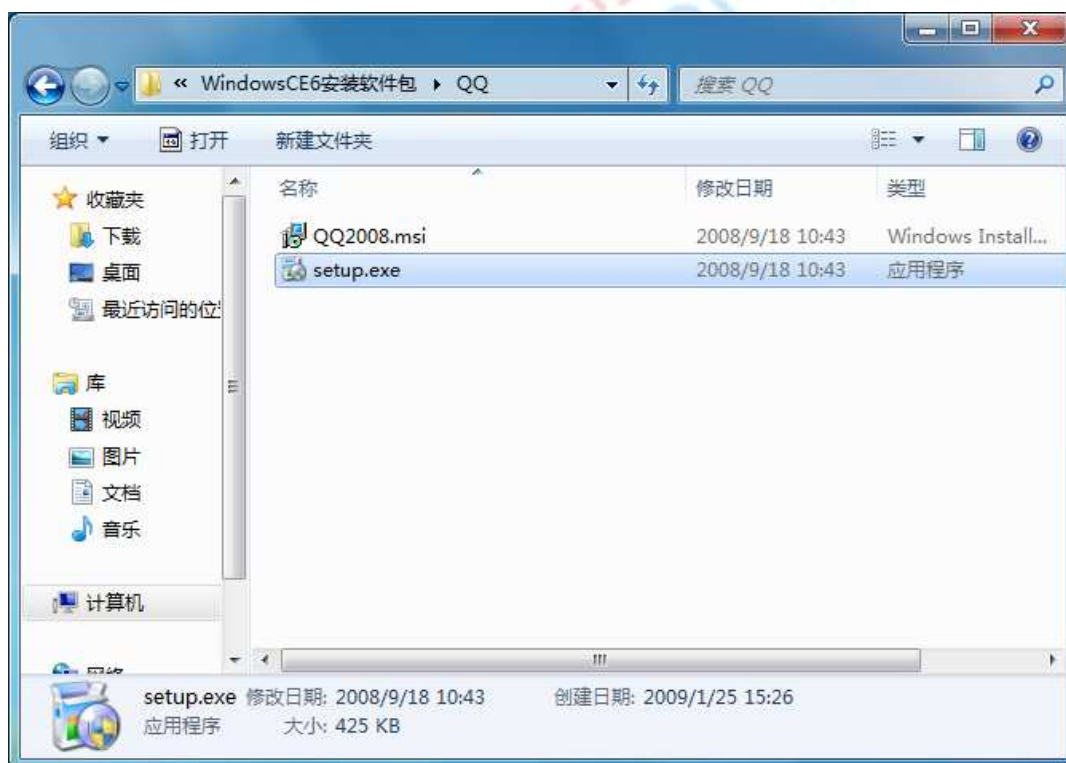 « WindowsCE6安装软件包 ▸ QQ
搜索 QQ
组织 打开 新建文件夹
名称 修改日期 类型
收藏夹
下载
桌面
最近访问的位
库
视频
图片
文档
音乐
计算机
网络
QQ2008.msi 2008/9/18 10:43 Windows Install...
setup.exe 2008/9/18 10:43 应用程序
setup.exe 修改日期: 2008/9/18 10:43 创建日期: 2009/1/25 15:26
应用程序 大小: 425 KB